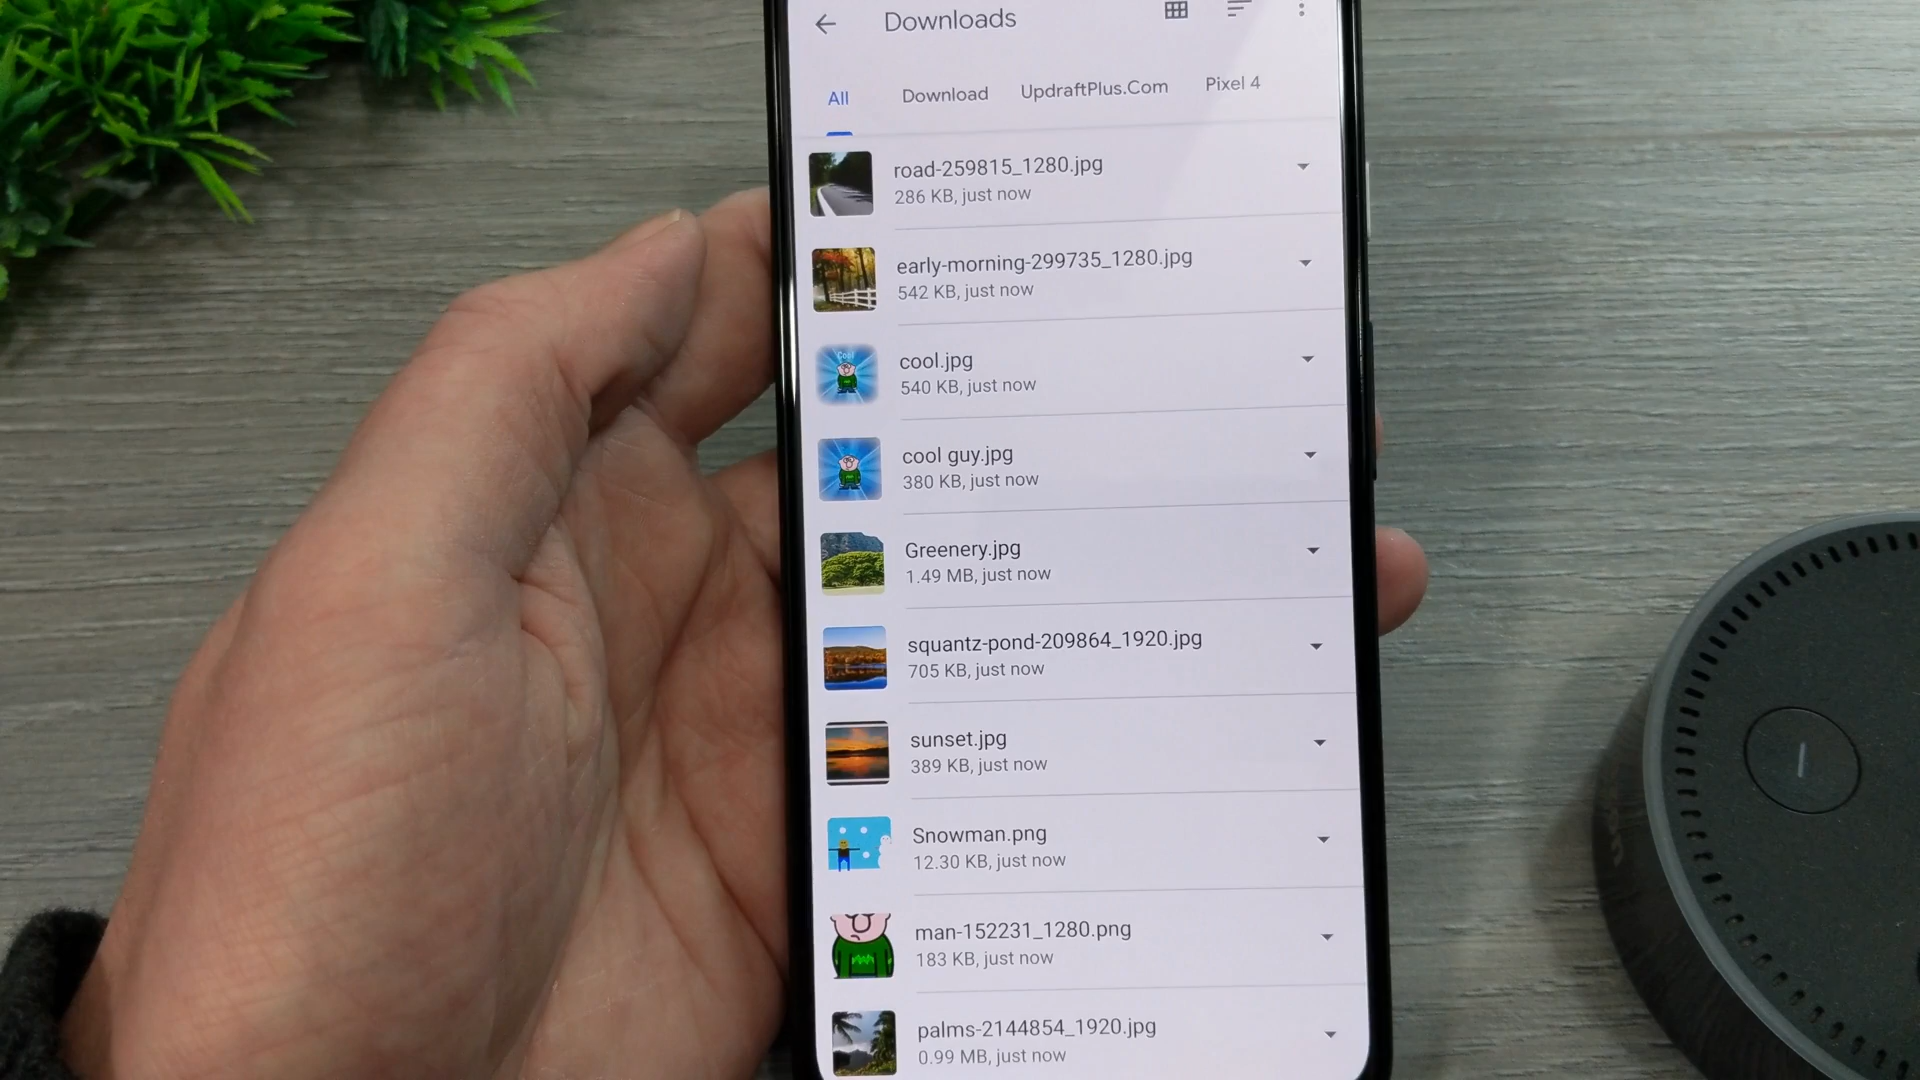 Downloads
All Download UpdraftPlus.Com Pixel 4
road-259815_1280.jpg
286 KB, just now
early-morning-299735_1280.jpg
542 KB, just now
Cool
cool.jpg
540 KB, just now
cool guy.jpg
380 KB, just now
Greenery.jpg
1.49 MB, just now
squantz-pond-209864_1920.jpg
705 KB, just now
sunset.jpg
389 KB, just now
Snowman.png
12.30 KB, just now
man-152231_1280.png
183 KB, just now
palms-2144854_1920.jpg
0.99 MB, just now